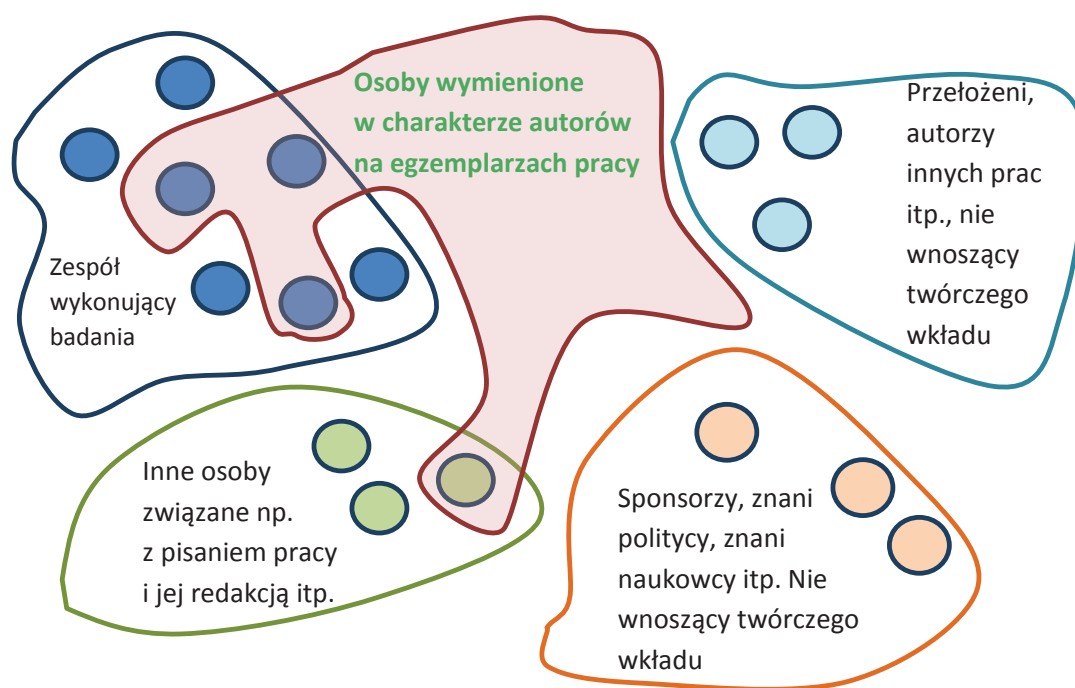 Osoby wymienione
w charakterze autorów
na egzemplarzach pracy
Przełożeni,
autorzy
innych prac
itp., nie
wnoszący
twórczego
wkładu
Zespół
wykonujący
badania
Inne osoby
związane np.
z pisaniem pracy
i jej redakcją itp.
Sponsorzy, znani
politycy, znani
naukowcy itp. Nie
wnoszący twórczego
wkładu